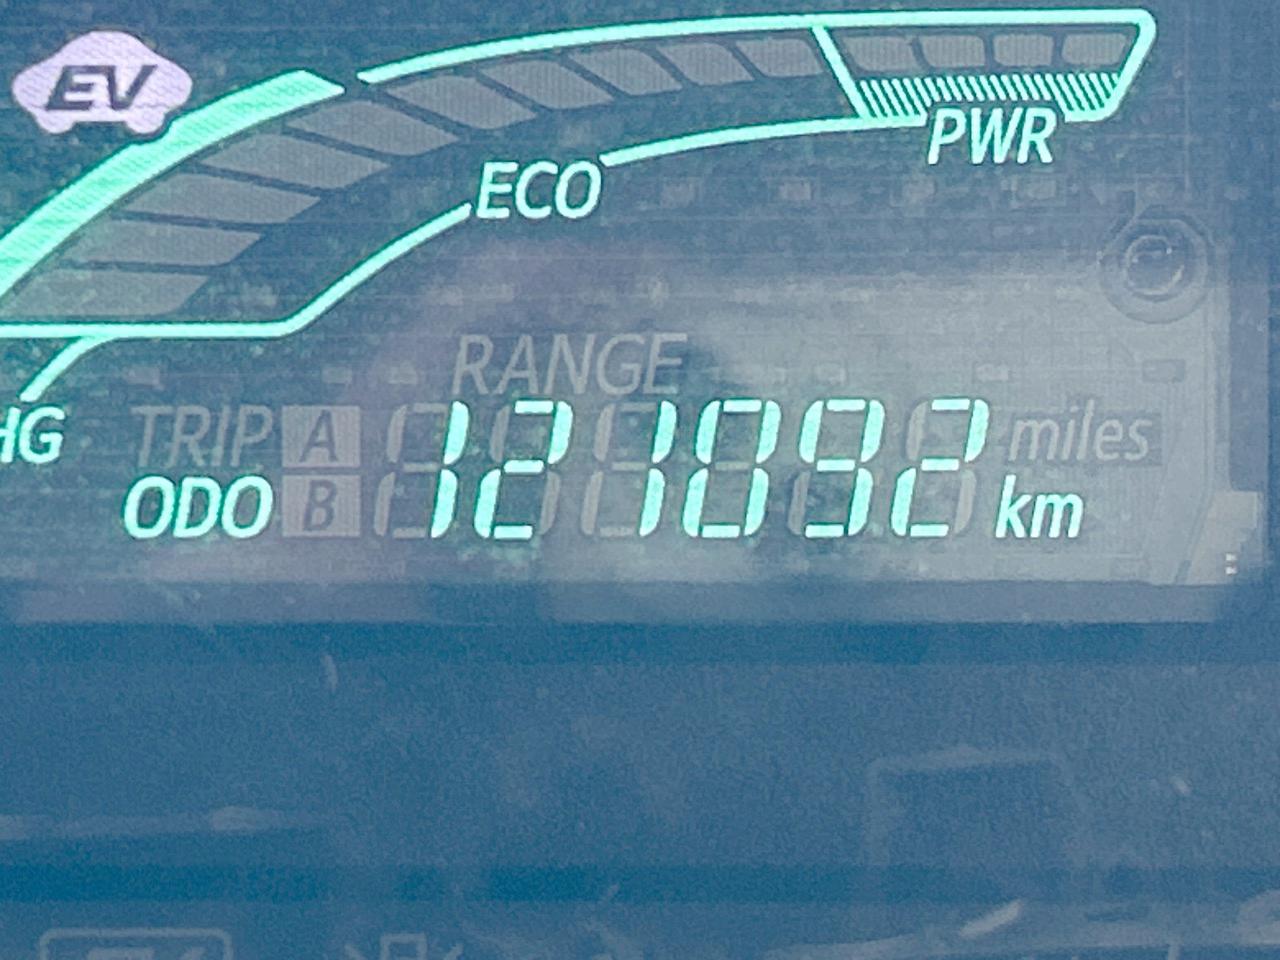 EV
PWR
ECO
RANGE
HG
TRIP A miles
ODO B 121092 km